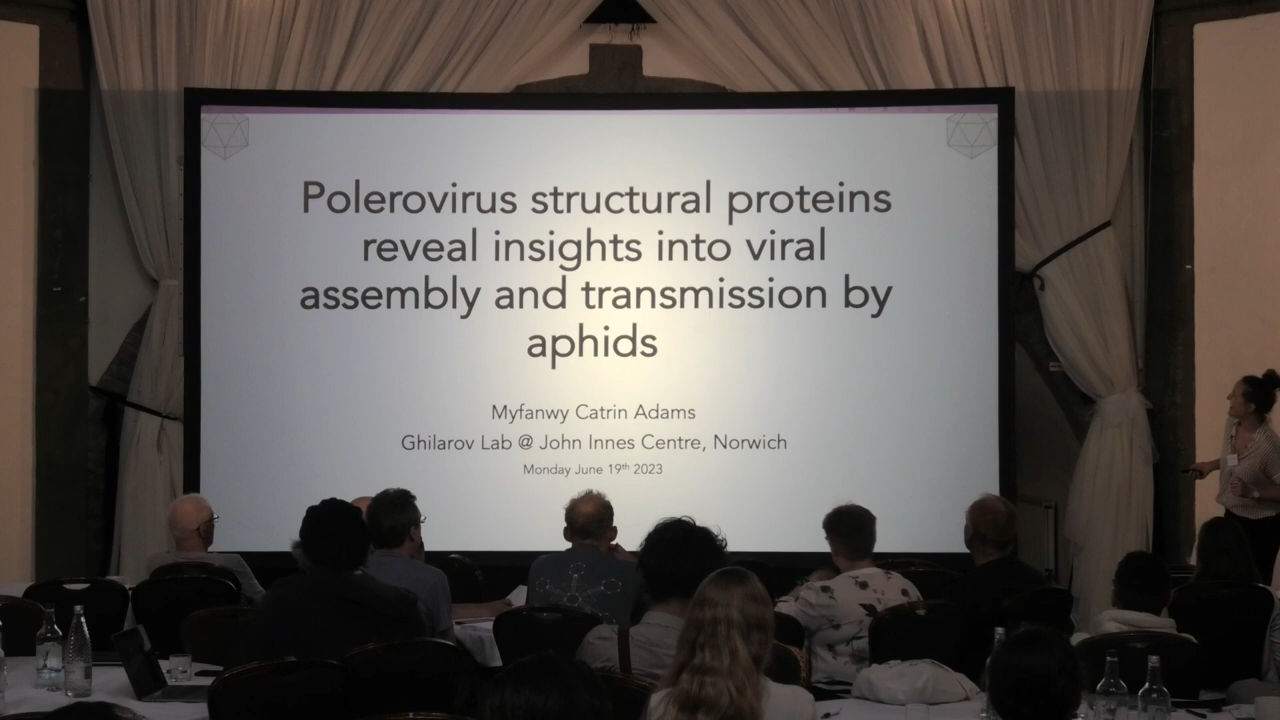 Polerovirus structural proteins
reveal insights into viral
assembly and transmission by
aphids
Myfanwy Catrin Adams
Ghilarov Lab @ John Innes Centre, Norwich
Monday June 19th 2023